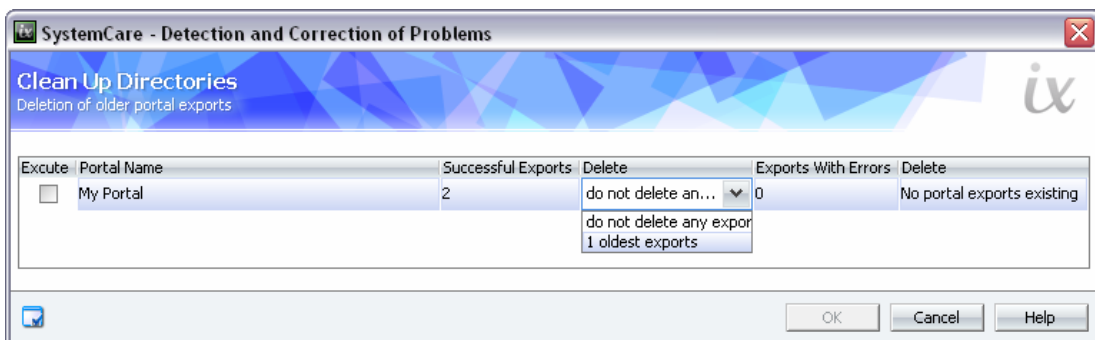 ix SystemCare - Detection and Correction of Problems
Clean Up Directories
Deletion of older portal exports
ix
Excute Portal Name Successful Exports Delete Exports With Errors Delete
My Portal 2 do not delete an... 0 No portal exports existing
do not delete any expor
1 oldest exports
OK Cancel Help